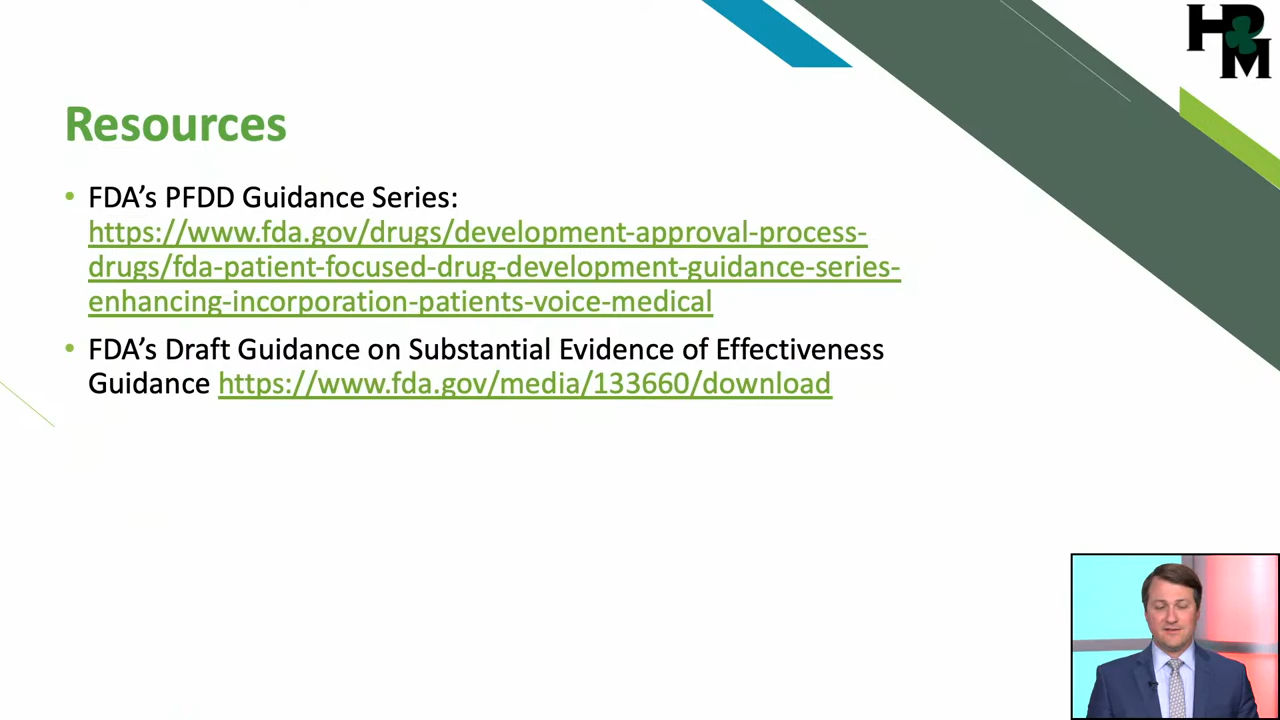 HPM
Resources
• FDA’s PFDD Guidance Series:
https://www.fda.gov/drugs/development-approval-process-
drugs/fda-patient-focused-drug-development-guidance-series-
enhancing-incorporation-patients-voice-medical
• FDA’s Draft Guidance on Substantial Evidence of Effectiveness
Guidance https://www.fda.gov/media/133660/download